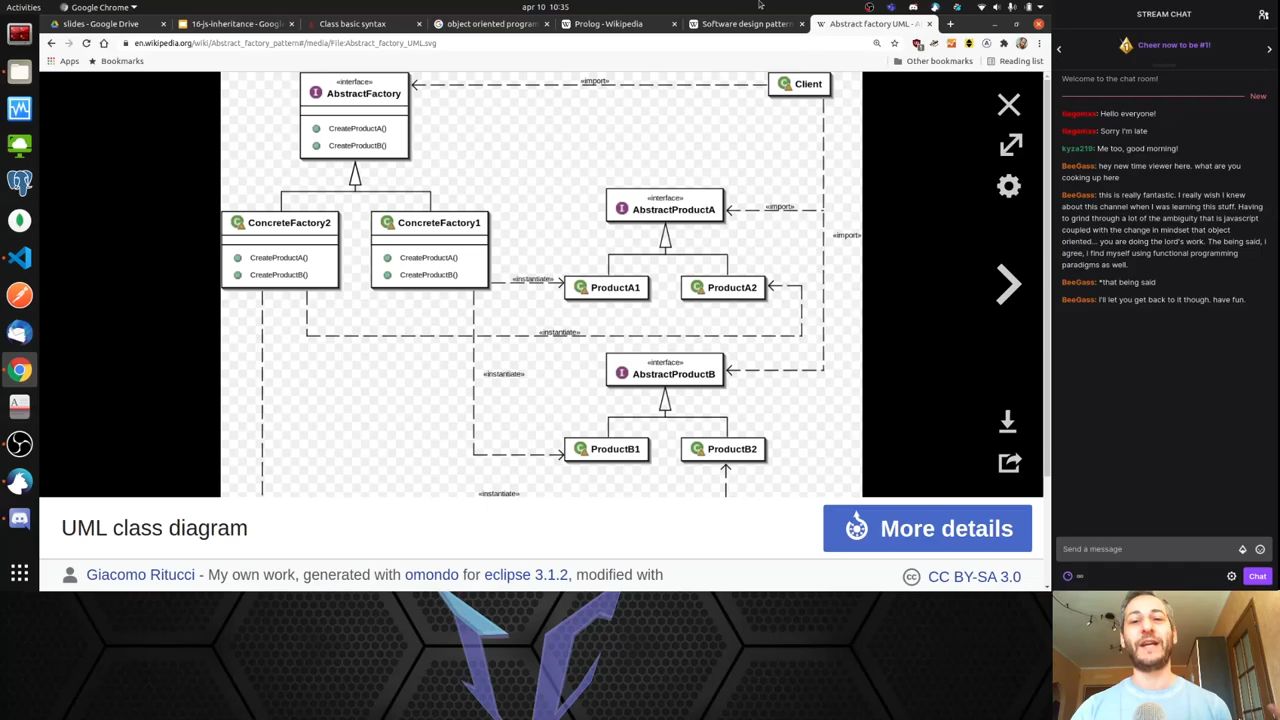 Activities
Google Chrome
apr 10 10:35
slides - Google Drive
16-js-inheritance - Google
Class basic syntax
object oriented program
Prolog - Wikipedia
Software design pattern
Abstract factory UML - A
en.wikipedia.org/wiki/Abstract_factory_pattern#/media/File:Abstract_factory_UML.svg
Apps
Bookmarks
Other bookmarks
Reading list
«interface»
AbstractFactory
CreateProductA()
CreateProductB()
«import»
Client
ConcreteFactory2
CreateProductA()
CreateProductB()
ConcreteFactory1
CreateProductA()
CreateProductB()
«interface»
AbstractProductA
«import»
«import»
«instantiate»
ProductA1
ProductA2
«instantiate»
«interface»
AbstractProductB
«instantiate»
ProductB1
ProductB2
«instantiate»
UML class diagram
More details
Giacomo Ritucci - My own work, generated with omondo for eclipse 3.1.2, modified with
CC BY-SA 3.0
STREAM CHAT
Cheer now to be #1!
Welcome to the chat room!
New
Hello everyone!
Sorry I'm late
kyza219: Me too, good morning!
BeeGass: hey new time viewer here. what are you
cooking up here
BeeGass: this is really fantastic. I really wish I knew
about this channel when I was learning this stuff. Having
to grind through a lot of the ambiguity that is javascript
coupled with the change in mindset that object
oriented... you are doing the lord's work. The being said, i
agree, i find myself using functional programming
paradigms as well.
BeeGass: *that being said
BeeGass: I'll let you get back to it though. have fun.
Send a message
Chat